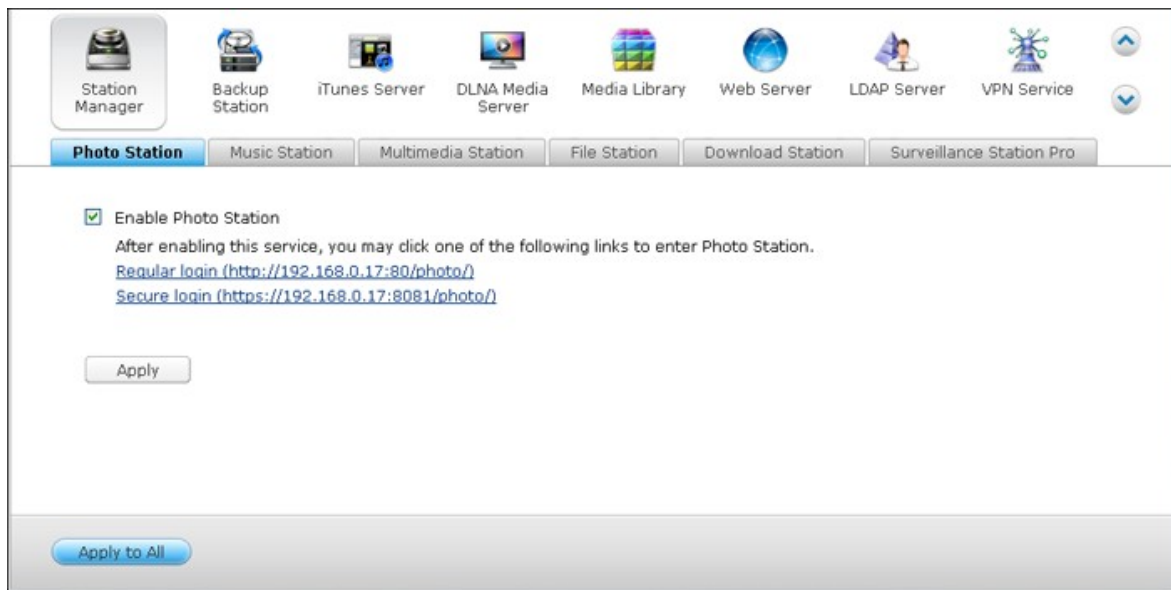 Station Manager
Backup Station
iTunes Server
DLNA Media Server
Media Library
Web Server
LDAP Server
VPN Service
Photo Station
Music Station
Multimedia Station
File Station
Download Station
Surveillance Station Pro
Enable Photo Station
After enabling this service, you may click one of the following links to enter Photo Station.
Regular login (http://192.168.0.17:80/photo/)
Secure login (https://192.168.0.17:8081/photo/)
Apply
Apply to All